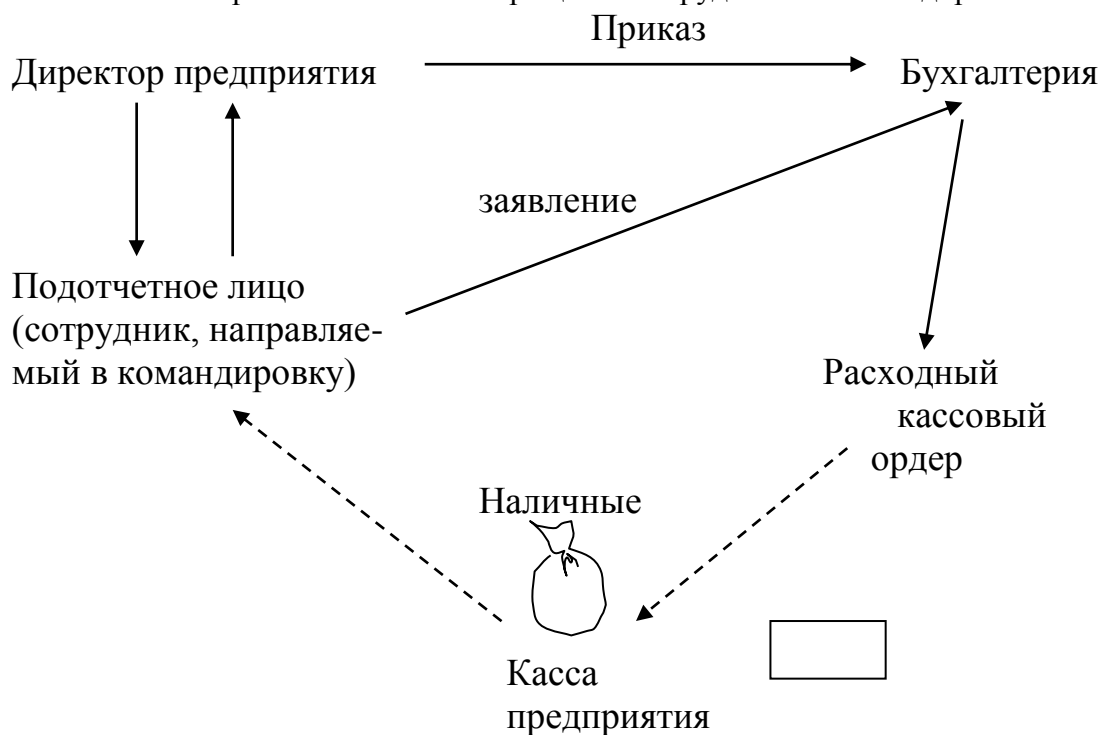 Приказ
Директор предприятия
Бухгалтерия
заявление
Подотчетное лицо
(сотрудник, направляе-
мый в командировку)
Расходный
кассовый
ордер
Наличные
Касса
предприятия